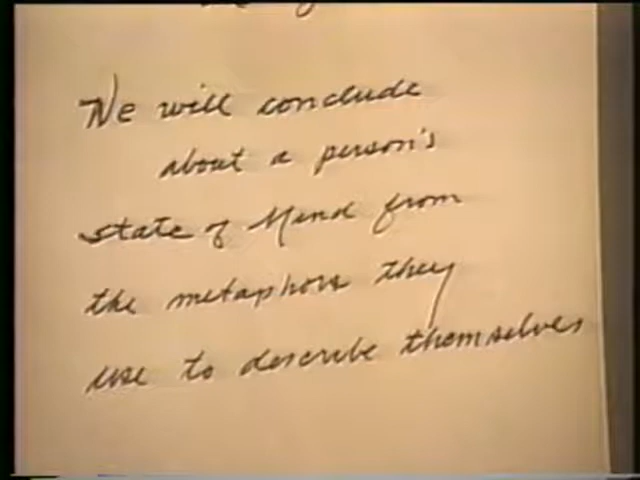 We will conclude
about a person's
state of Mind from
the metaphors they
use to describe themselves